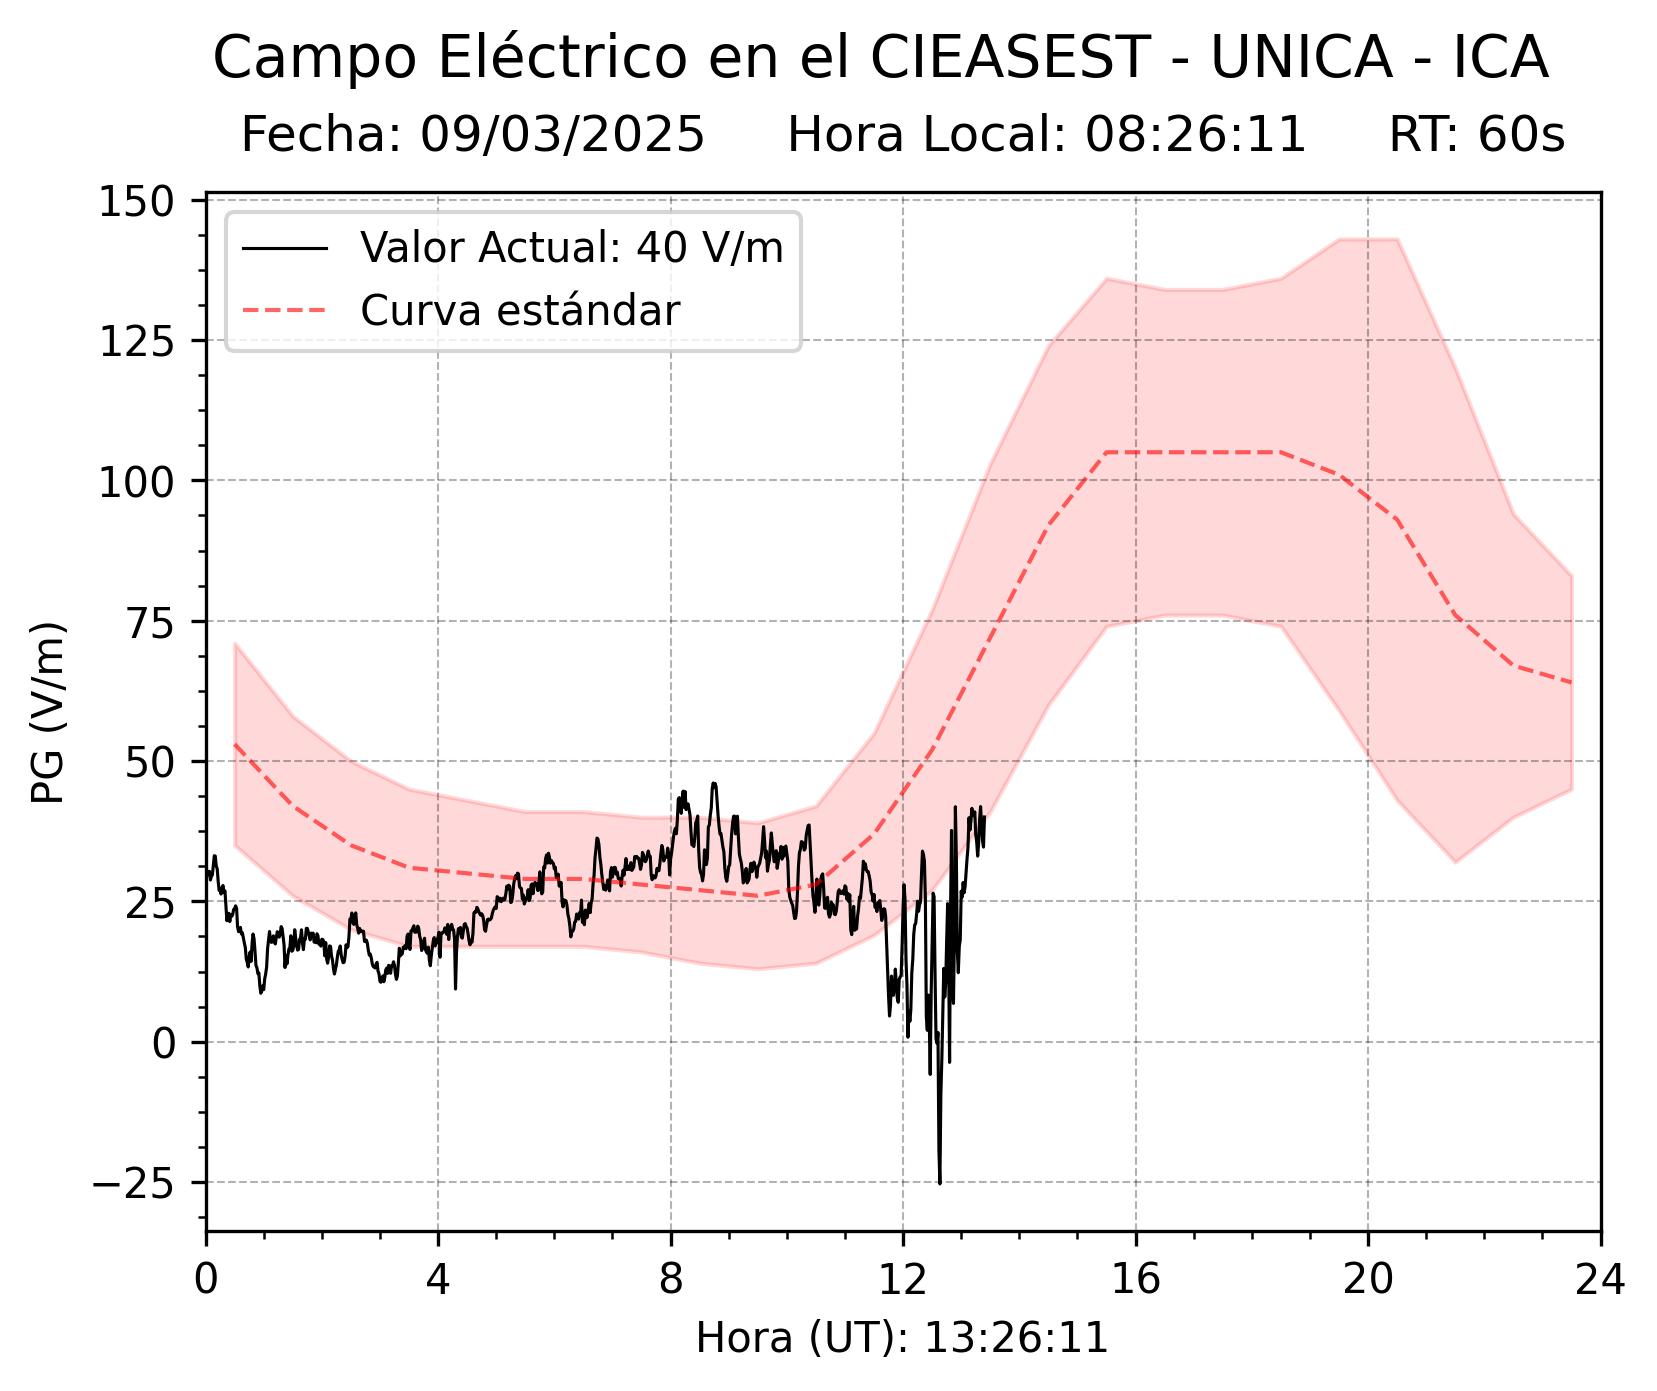 Campo Eléctrico en el CIEASEST - UNICA - ICA
Fecha: 09/03/2025 Hora Local: 08:26:11 RT: 60s
Valor Actual: 40 V/m
Curva estándar
PG (V/m)
150
125
100
75
50
25
0
−25
0 4 8 12 16 20 24
Hora (UT): 13:26:11